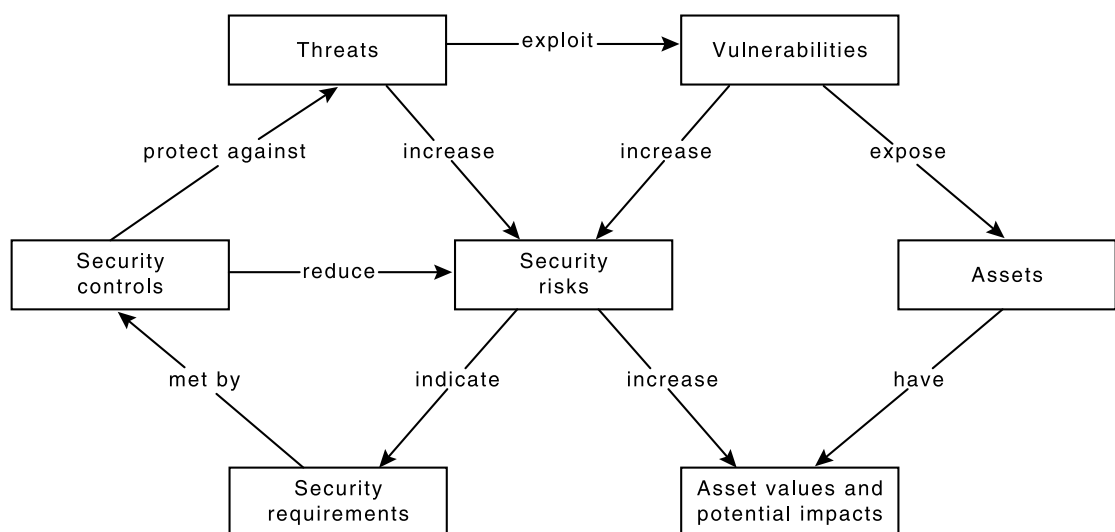 Threats
exploit
Vulnerabilities
protect against
increase
increase
expose
Security
controls
reduce
Security
risks
Assets
met by
indicate
increase
have
Security
requirements
Asset values and
potential impacts